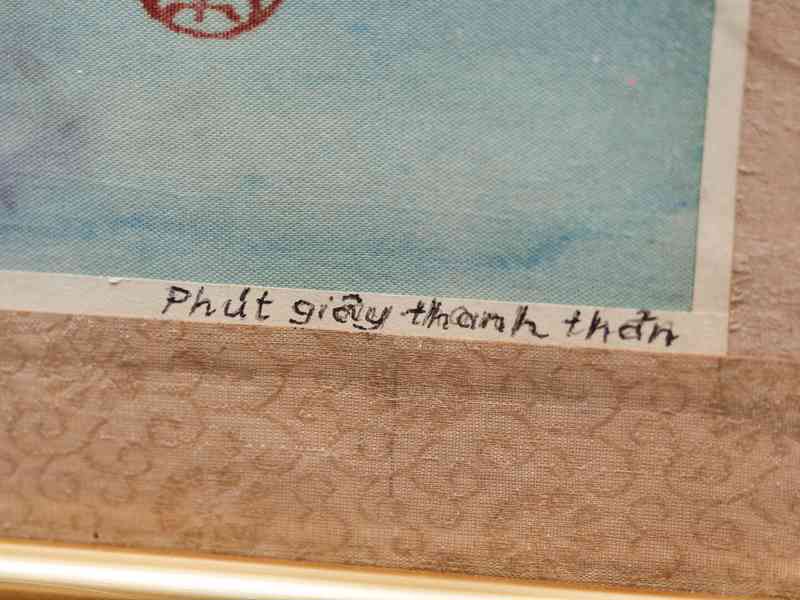 Phút giây thanh thản